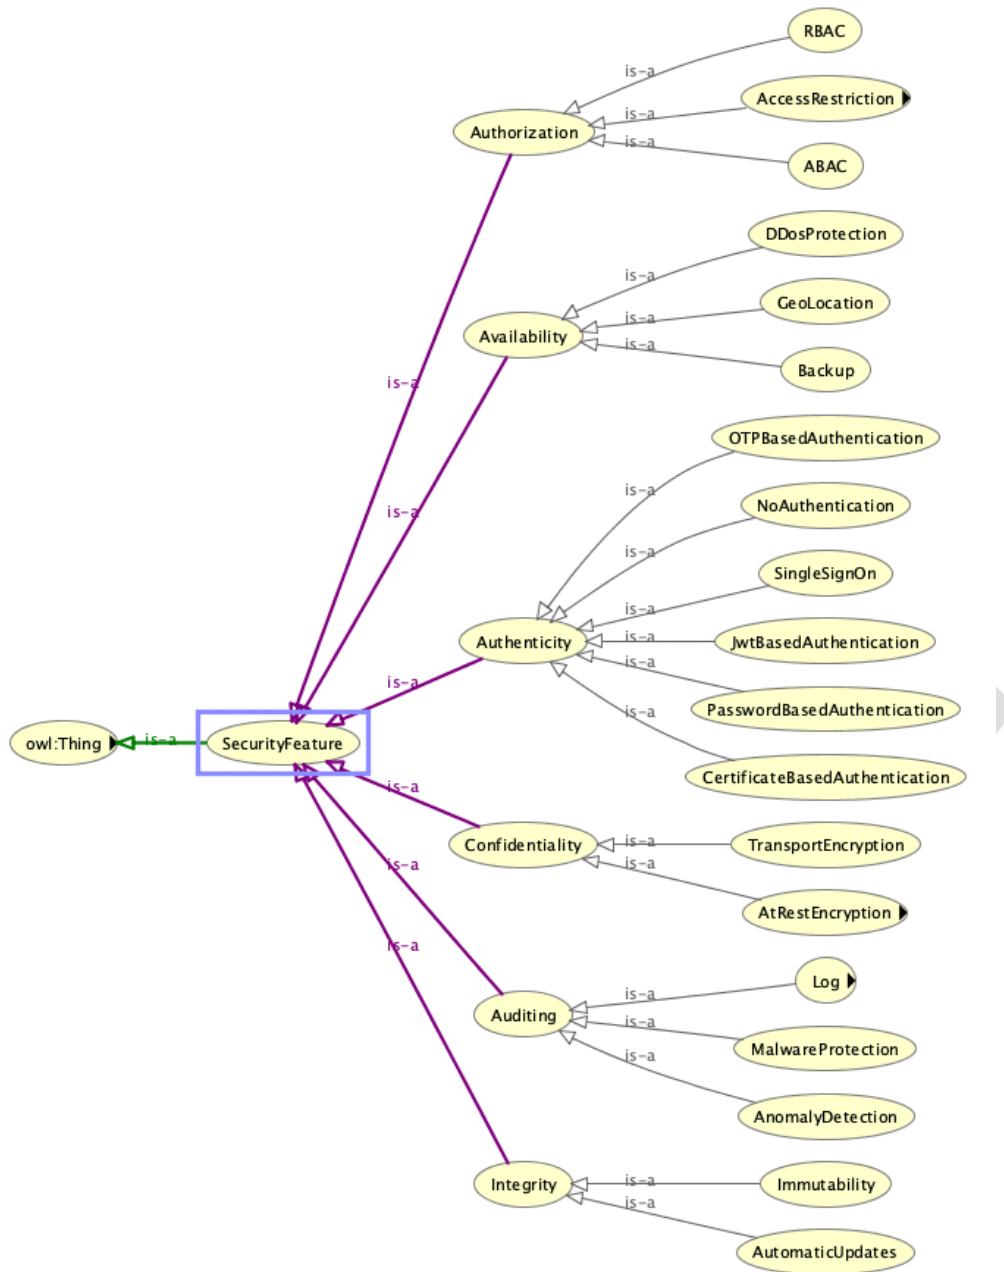 RBAC
is-a
AccessRestriction
is-a
Authorization
is-a
ABAC
DDosProtection
is-a
GeoLocation
is-a
Availability
is-a
Backup
is-a
OTPBasedAuthentication
is-a
NoAuthentication
is-a
is-a
SingleSignOn
is-a
Authenticity
is-a
JwtBasedAuthentication
is-a
is-a
PasswordBasedAuthentication
is-a
owl:Thing
is-a
SecurityFeature
CertificateBasedAuthentication
is-a
Confidentiality
is-a
TransportEncryption
is-a
is-a
AtRestEncryption
is-a
Log
is-a
Auditing
is-a
MalwareProtection
is-a
AnomalyDetection
Integrity
is-a
Immutability
is-a
AutomaticUpdates